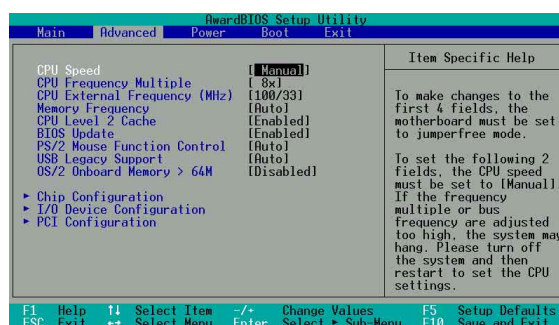 AwardBIOS Setup Utility
Main Advanced Power Boot Exit
CPU Speed [ Manual]
CPU Frequency Multiple [ 8x]
CPU External Frequency (MHz) [100/33]
Memory Frequency [Auto]
CPU Level 2 Cache [Enabled]
BIOS Update [Enabled]
PS/2 Mouse Function Control [Auto]
USB Legacy Support [Auto]
OS/2 Onboard Memory > 64M [Disabled]
► Chip Configuration
► I/O Device Configuration
► PCI Configuration
Item Specific Help
To make changes to the
first 4 fields, the
motherboard must be set
to jumperfree mode.
To set the following 2
fields, the CPU speed
must be set to [Manual].
If the frequency
multiple or bus
frequency are adjusted
too high, the system may
hang. Please turn off
the system and then
restart to set the CPU
settings.
F1 Help ↑↓ Select Item -/+ Change Values F5 Setup Defaults
ESC Exit ↔ Select Menu Enter Select ► Sub-Menu F10 Save and Exit